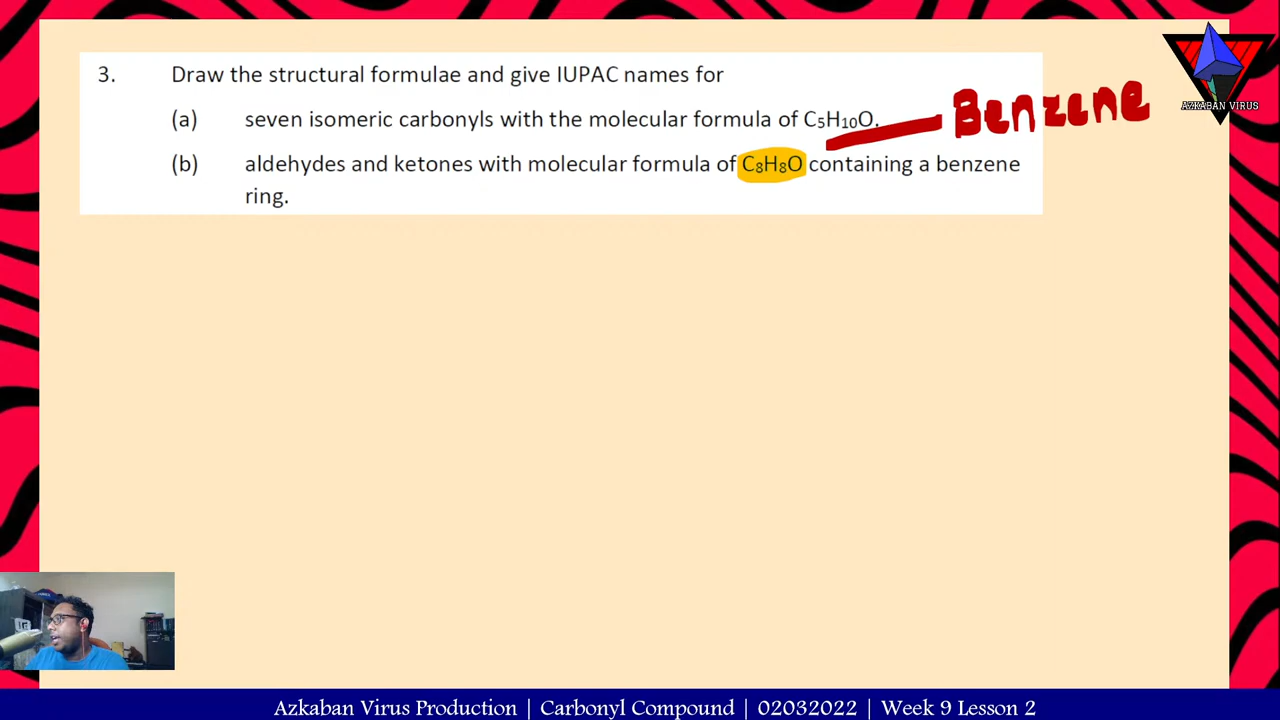 3. Draw the structural formulae and give IUPAC names for
(a) seven isomeric carbonyls with the molecular formula of C₅H₁₀O.
Benzene
(b) aldehydes and ketones with molecular formula of C₈H₈O containing a benzene
ring.
AZKABAN VIRUS
Azkaban Virus Production | Carbonyl Compound | 02032022 | Week 9 Lesson 2